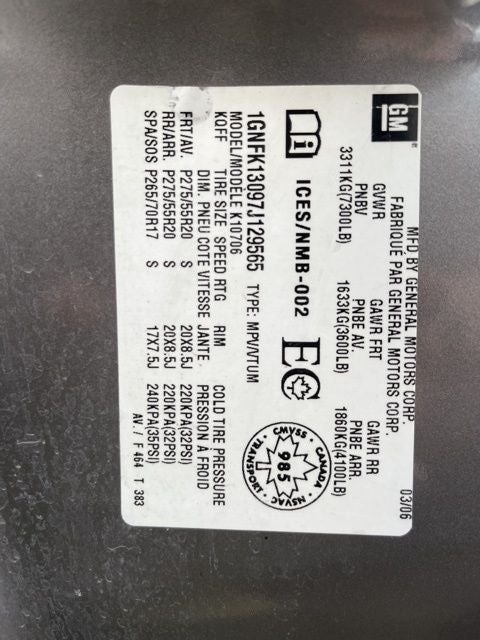 GM
MFD BY GENERAL MOTORS CORP. 03/06
FABRIQUÉ PAR GENERAL MOTORS CORP.
GVWR GAWR FRT GAWR RR
PNBV PNBE AV. PNBE ARR.
3311KG(7300LB) 1633KG(3600LB) 1860KG(4100LB)
i ICES/NMB-002 EC
CMVSS • CANADA • TRANSPORT • NSVAC •
985
1GNFK13097J129565 TYPE: MPV/VTUM
MODEL/MODÈLE K10706
KOFF TIRE SIZE SPEED RTG RIM COLD TIRE PRESSURE
DIM. PNEU COTE VITESSE JANTE PRESSION À FROID
FRT/AV. P275/55R20 S 20X8.5J 220KPA(32PSI)
RR/ARR. P275/55R20 S 20X8.5J 220KPA(32PSI)
SPA/SOS P265/70R17 S 17X7.5J 240KPA(35PSI)
AV. / F 464 T 383